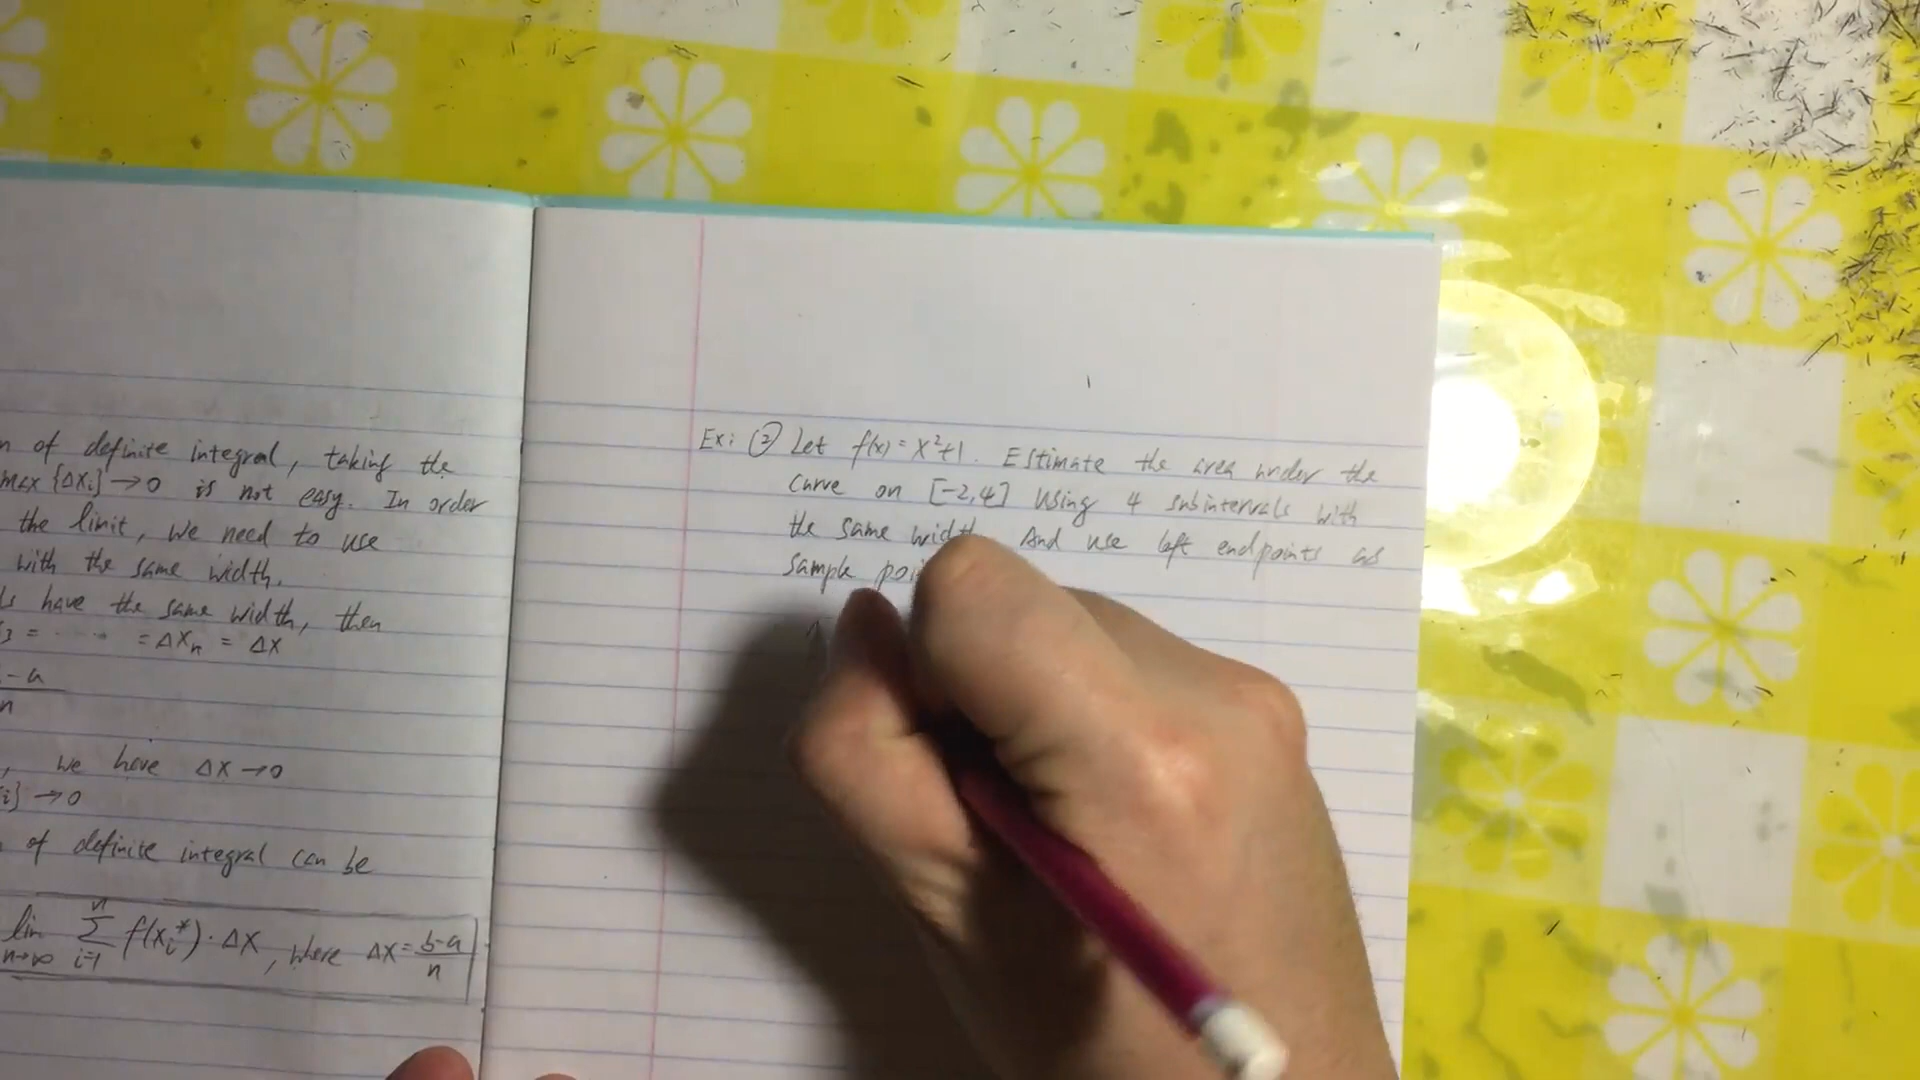 n of definite integral, taking the
max {ΔXi} → 0 is not easy. In order
the limit, we need to use
with the same width.
ls have the same width, then
3 = · · · · · = ΔXn = ΔX
- a
n
, we have ΔX → 0
i} → 0
of definite integral can be
lim n→∞ n Σ i=1 f(xi*) · ΔX, where ΔX = b-a / n
Ex: ② Let f(x) = x²+1. Estimate the area under the
curve on [-2,4] using 4 subintervals with
the same width. And use left endpoints as
sample poi